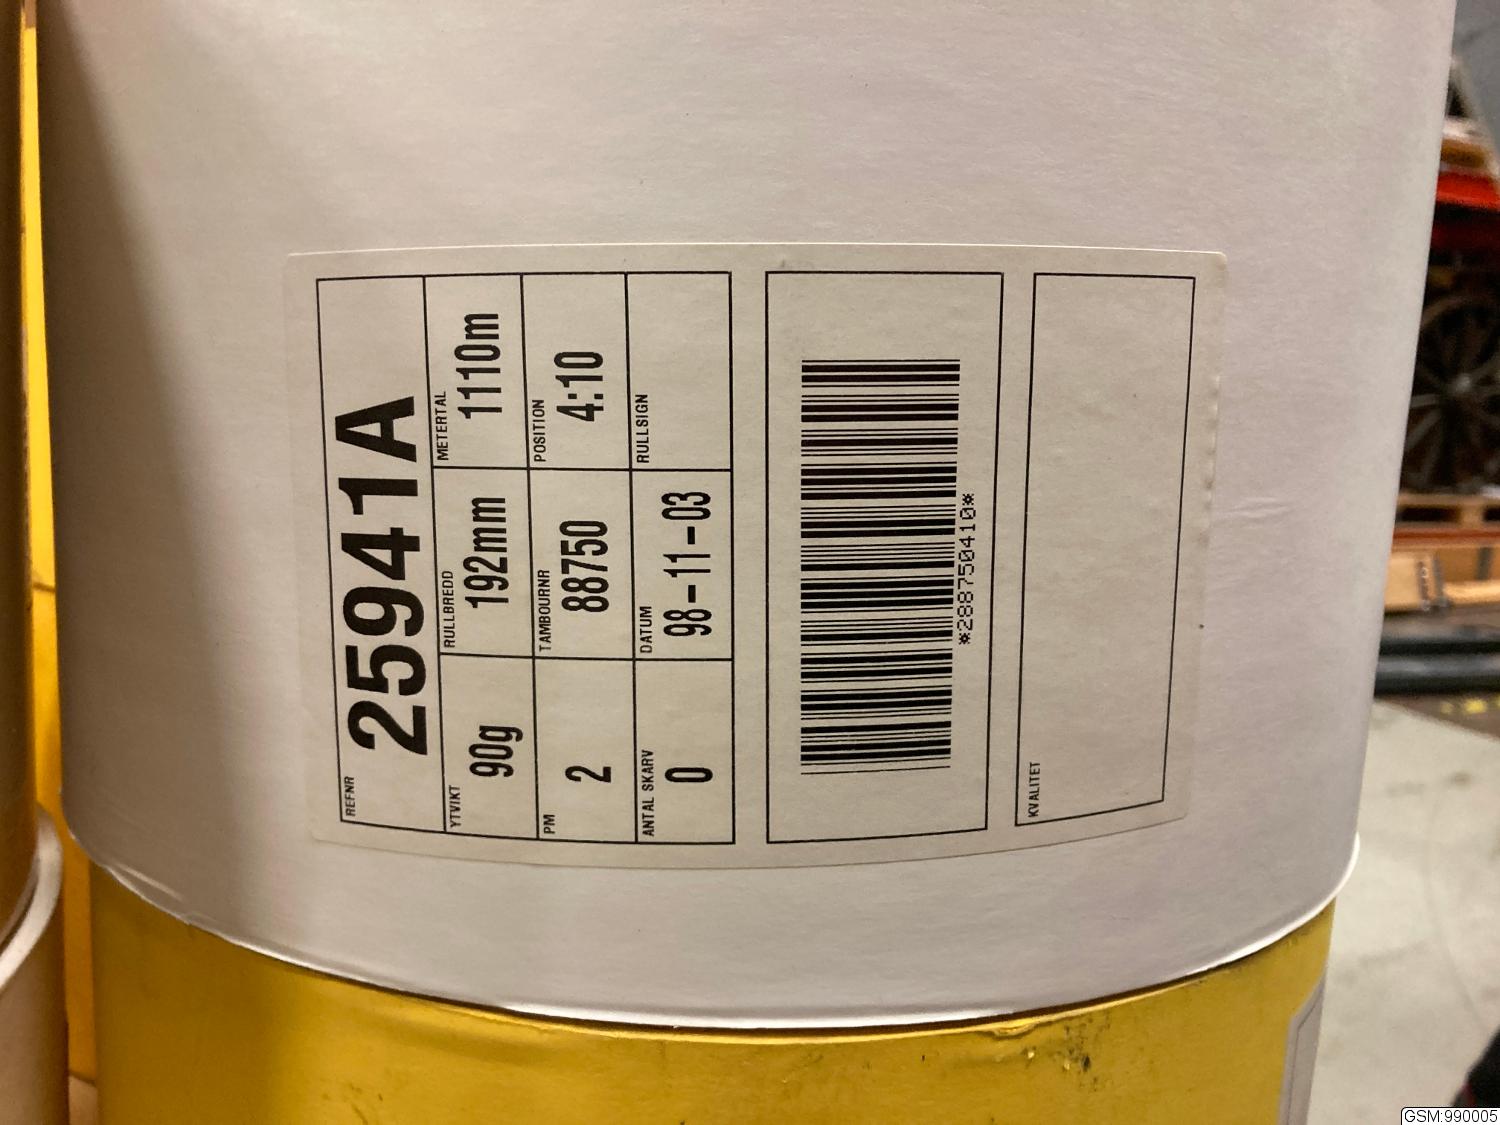 REFNR
25941A
YTVIKT
90g
RULLBREDD
192mm
METERTAL
1110m
PM
2
TAMBOURNR
88750
POSITION
4:10
ANTAL SKARV
0
DATUM
98-11-03
RULLSIGN
*288750410*
KVALITET
GSM:990005